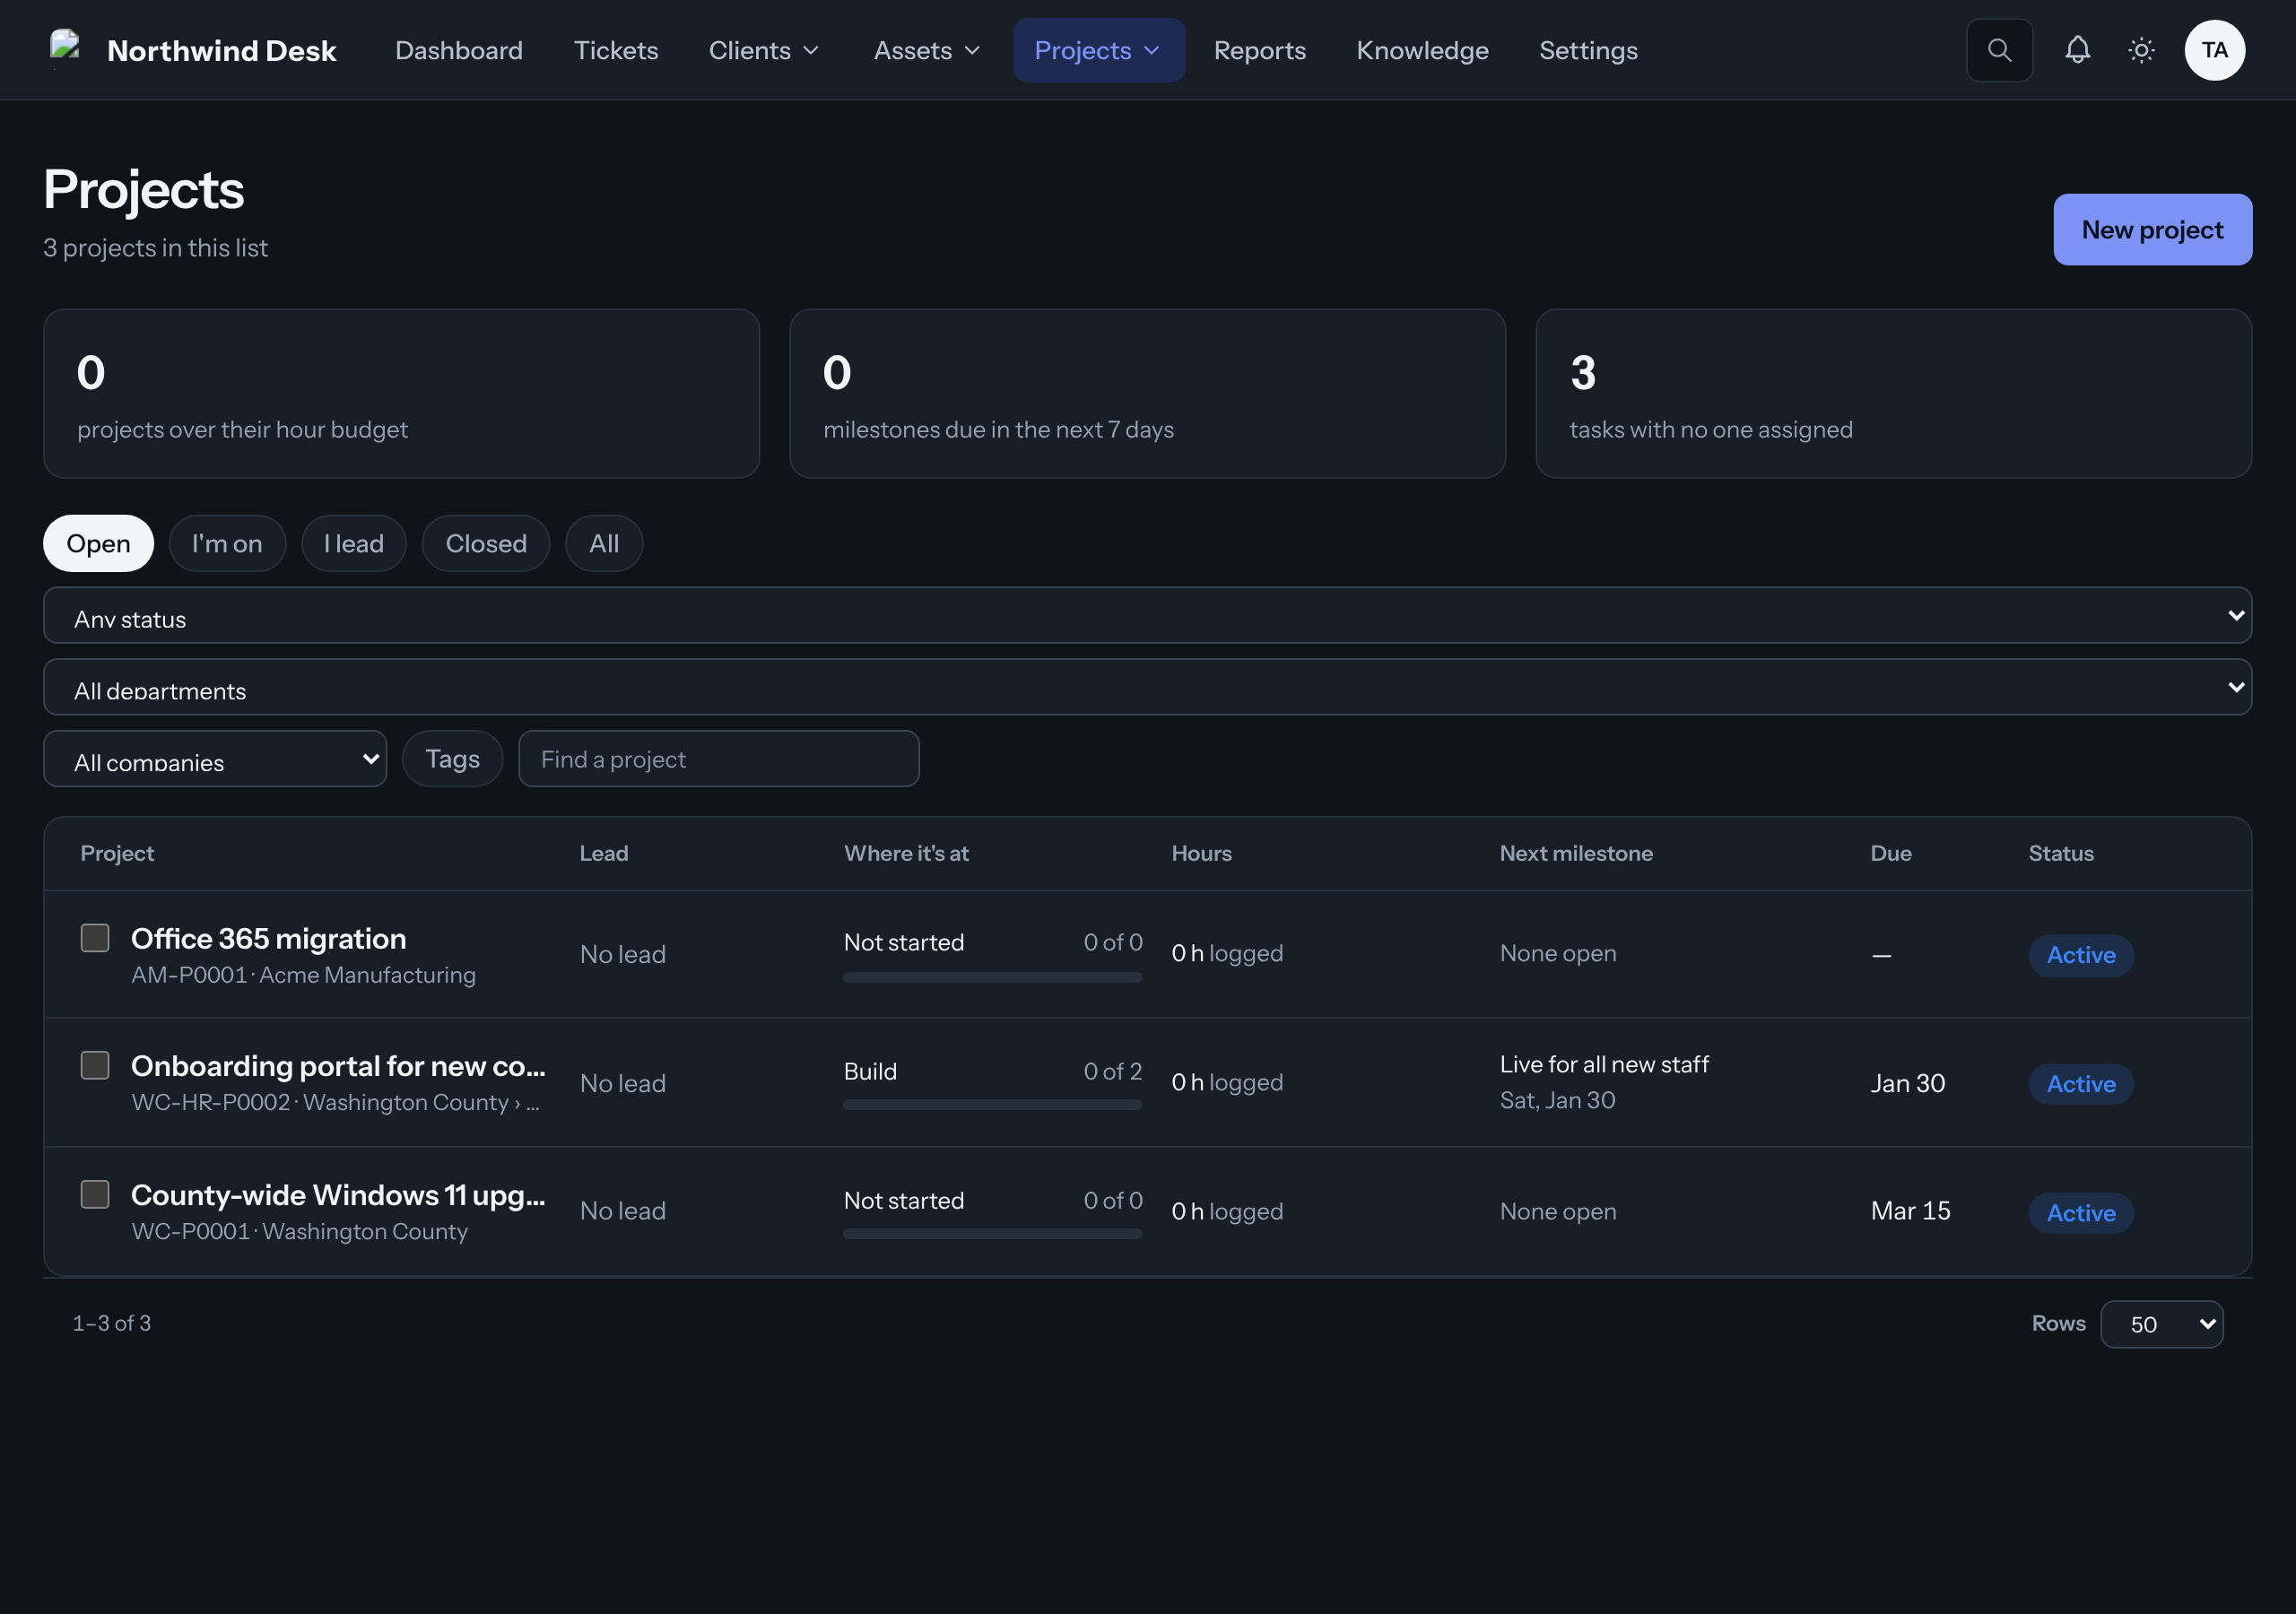 Northwind Desk Dashboard Tickets Clients Assets Projects Reports Knowledge Settings TA
Projects
3 projects in this list
New project
0
projects over their hour budget
0
milestones due in the next 7 days
3
tasks with no one assigned
Open I'm on I lead Closed All
Any status
All departments
All companies Tags Find a project
Project Lead Where it's at Hours Next milestone Due Status
Office 365 migration
AM-P0001 · Acme Manufacturing
No lead
Not started 0 of 0
0 h logged
None open
—
Active
Onboarding portal for new co...
WC-HR-P0002 · Washington County › ...
No lead
Build 0 of 2
0 h logged
Live for all new staff
Sat, Jan 30
Jan 30
Active
County-wide Windows 11 upg...
WC-P0001 · Washington County
No lead
Not started 0 of 0
0 h logged
None open
Mar 15
Active
1–3 of 3
Rows 50